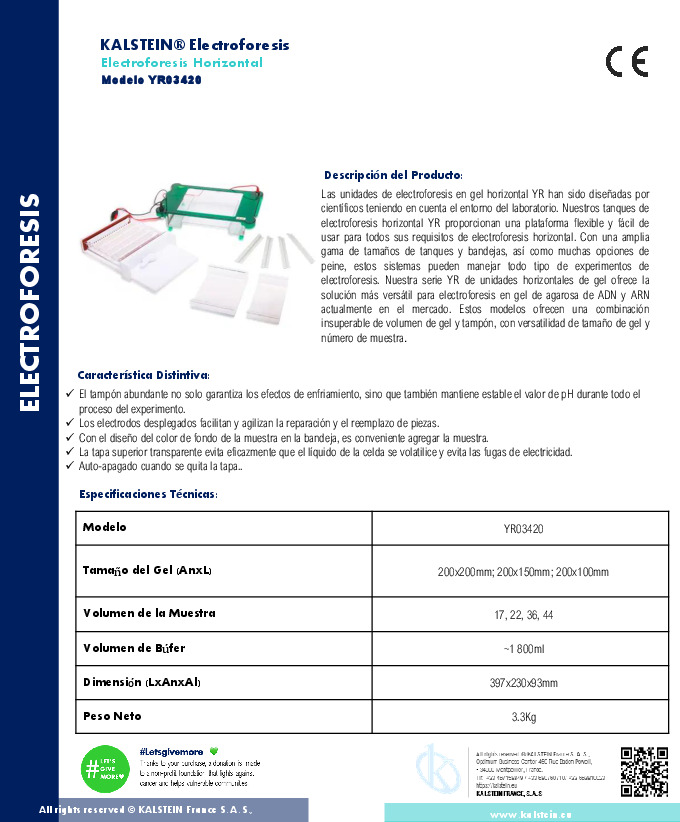 KALSTEIN® Electroforesis
Electroforesis Horizontal
Modelo YR03420
CE
ELECTROFORESIS
Descripción del Producto:
Las unidades de electroforesis en gel horizontal YR han sido diseñadas por
científicos teniendo en cuenta el entorno del laboratorio. Nuestros tanques de
electroforesis horizontal YR proporcionan una plataforma flexible y fácil de
usar para todos sus requisitos de electroforesis horizontal. Con una amplia
gama de tamaños de tanques y bandejas, así como muchas opciones de
peine, estos sistemas pueden manejar todo tipo de experimentos de
electroforesis. Nuestra serie YR de unidades horizontales de gel ofrece la
solución más versátil para electroforesis en gel de agarosa de ADN y ARN
actualmente en el mercado. Estos modelos ofrecen una combinación
insuperable de volumen de gel y tampón, con versatilidad de tamaño de gel y
número de muestra.
Característica Distintiva:
✓ El tampón abundante no solo garantiza los efectos de enfriamiento, sino que también mantiene estable el valor de pH durante todo el
proceso del experimento.
✓ Los electrodos desplegados facilitan y agilizan la reparación y el reemplazo de piezas.
✓ Con el diseño del color de fondo de la muestra en la bandeja, es conveniente agregar la muestra.
✓ La tapa superior transparente evita eficazmente que el líquido de la celda se volatilice y evita las fugas de electricidad.
✓ Auto-apagado cuando se quita la tapa..
Especificaciones Técnicas:
Modelo YR03420
Tamaño del Gel (AnxL) 200x200mm; 200x150mm; 200x100mm
Volumen de la Muestra 17, 22, 36, 44
Volumen de Búfer ~1 800ml
Dimensión (LxAnxAl) 397x230x93mm
Peso Neto 3.3Kg
# LET'S
GIVE
MORE
#Letsgivemore
Thanks to your purchase, a donation is made
to a non-profit foundation that fights against
cancer and helps vulnerable communities
All rights reserved ® KALSTEIN France S. A. S.,
Optimum Business Center 450 Rue Baden Powell,
34000 Montpellier, France.
https://kalstein.eu
KALSTEIN FRANCE, S.A.S
All rights reserved © KALSTEIN France S. A. S.,
www.kalstein.eu